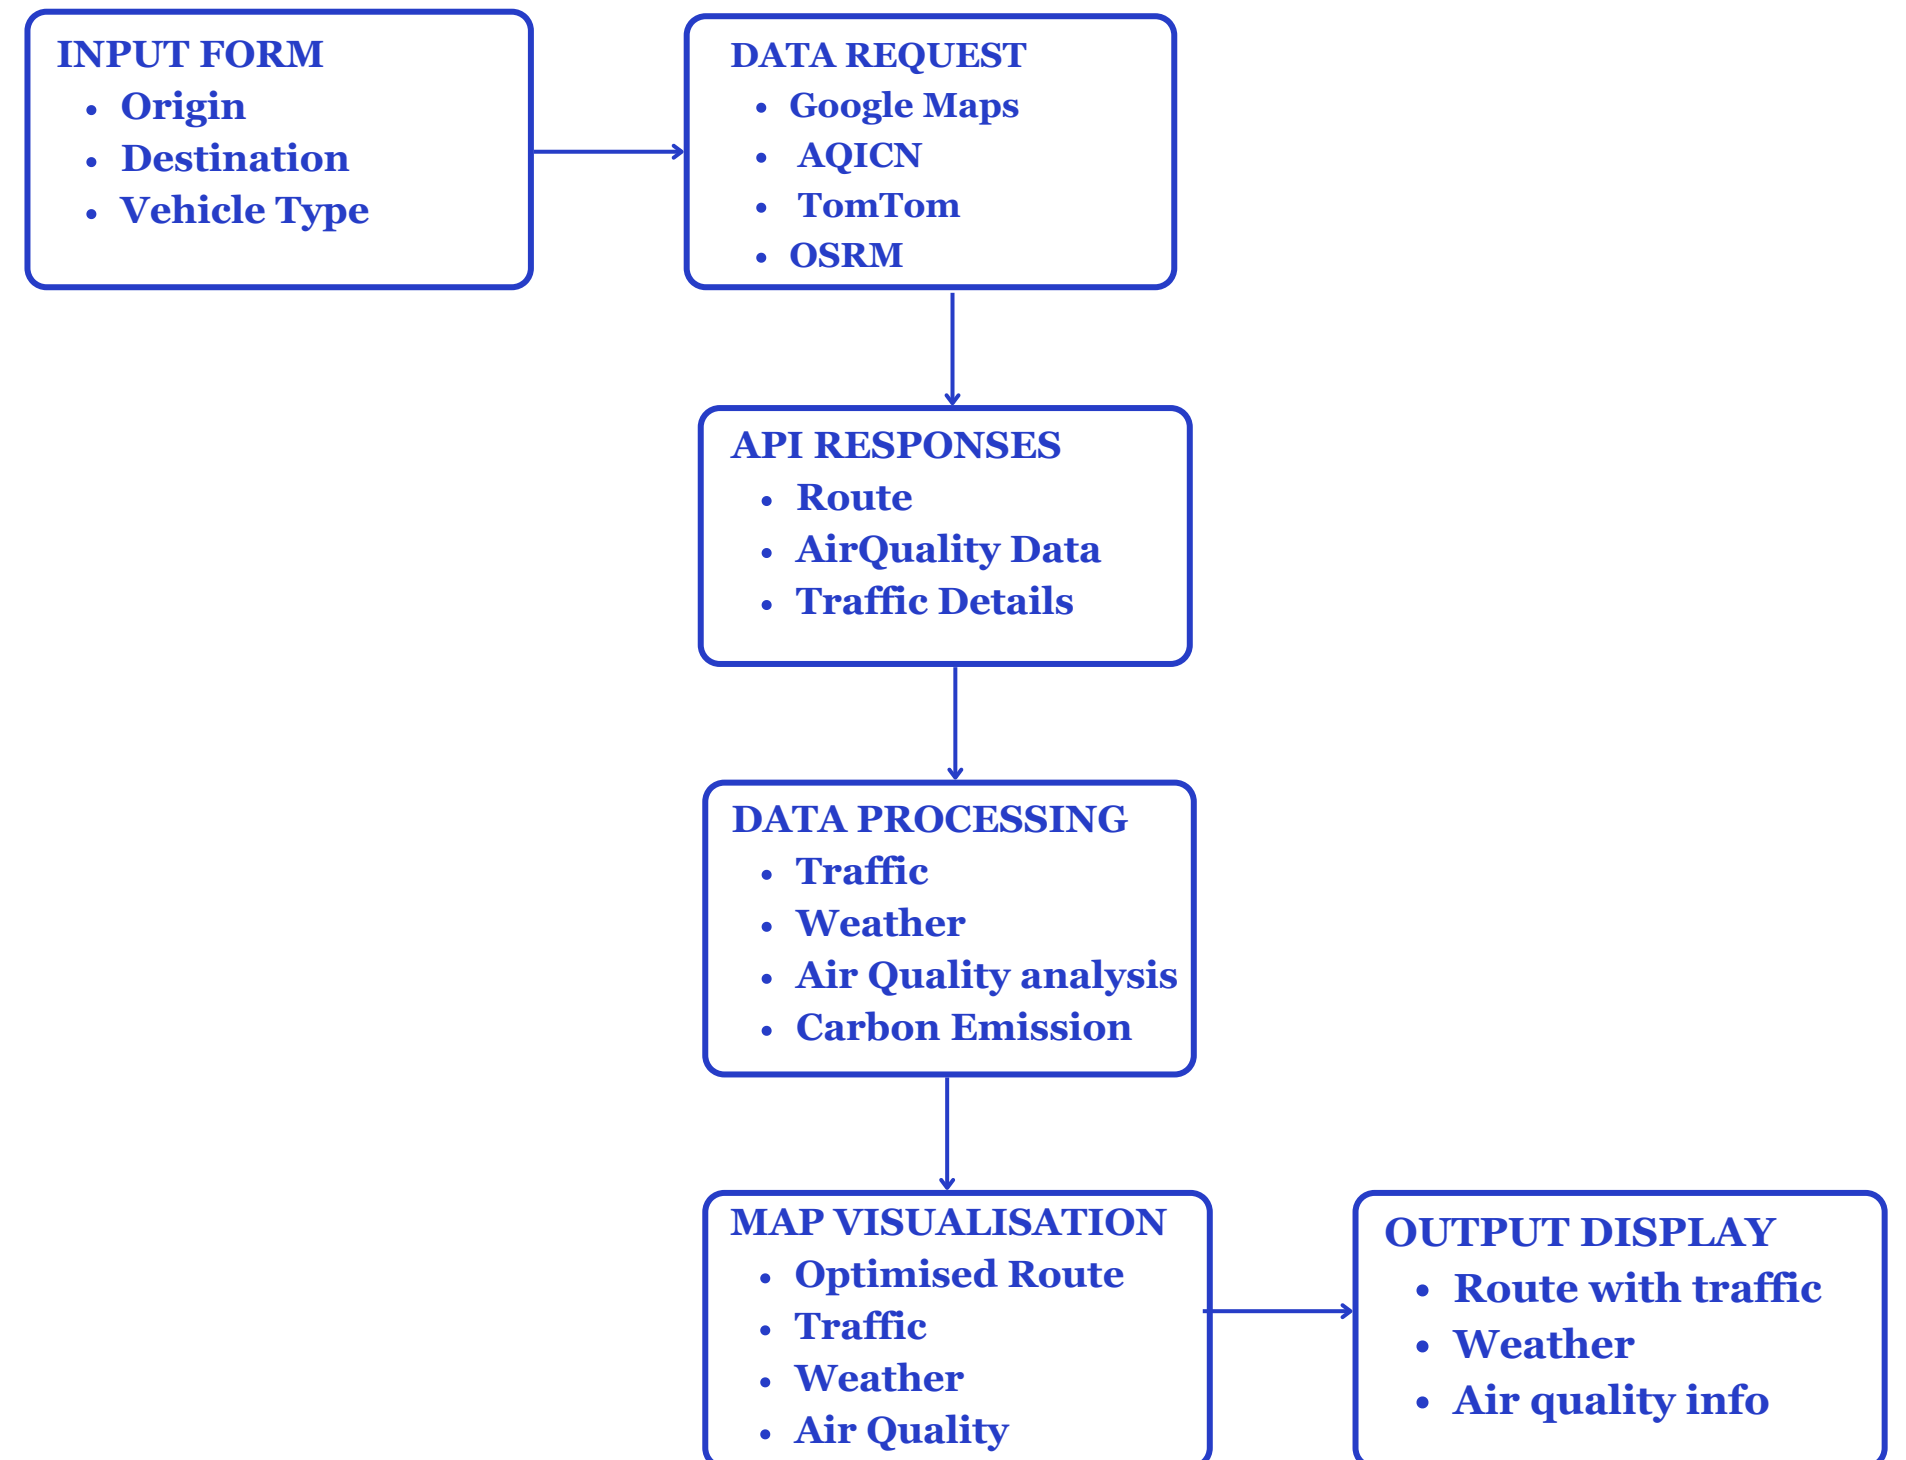 INPUT FORM
Origin
Destination
Vehicle Type
DATA REQUEST
Google Maps
AQICN
TomTom
OSRM
API RESPONSES
Route
AirQuality Data
Traffic Details
DATA PROCESSING
Traffic
Weather
Air Quality analysis
Carbon Emission
MAP VISUALISATION
Optimised Route
Traffic
Weather
Air Quality
OUTPUT DISPLAY
Route with traffic
Weather
Air quality info